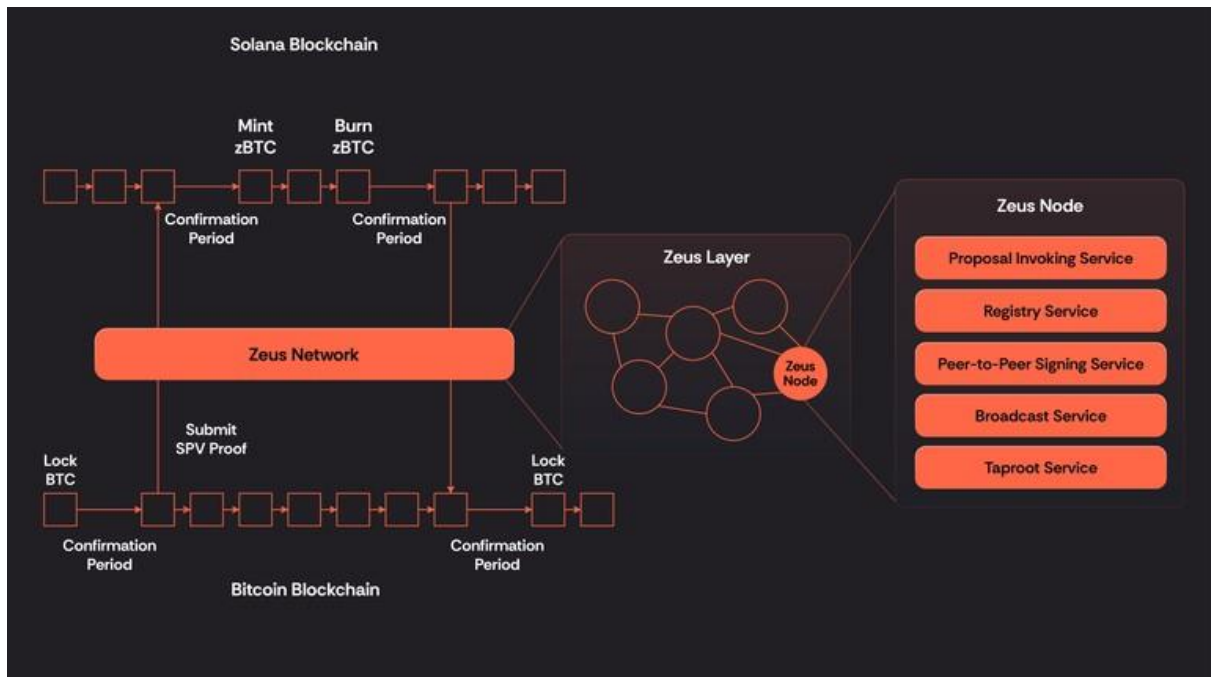 Solana Blockchain
Mint
zBTC
Burn
zBTC
Confirmation
Period
Confirmation
Period
Zeus Network
Submit
SPV Proof
Lock
BTC
Lock
BTC
Confirmation
Period
Confirmation
Period
Bitcoin Blockchain
Zeus Layer
Zeus
Node
Zeus Node
Proposal Invoking Service
Registry Service
Peer-to-Peer Signing Service
Broadcast Service
Taproot Service